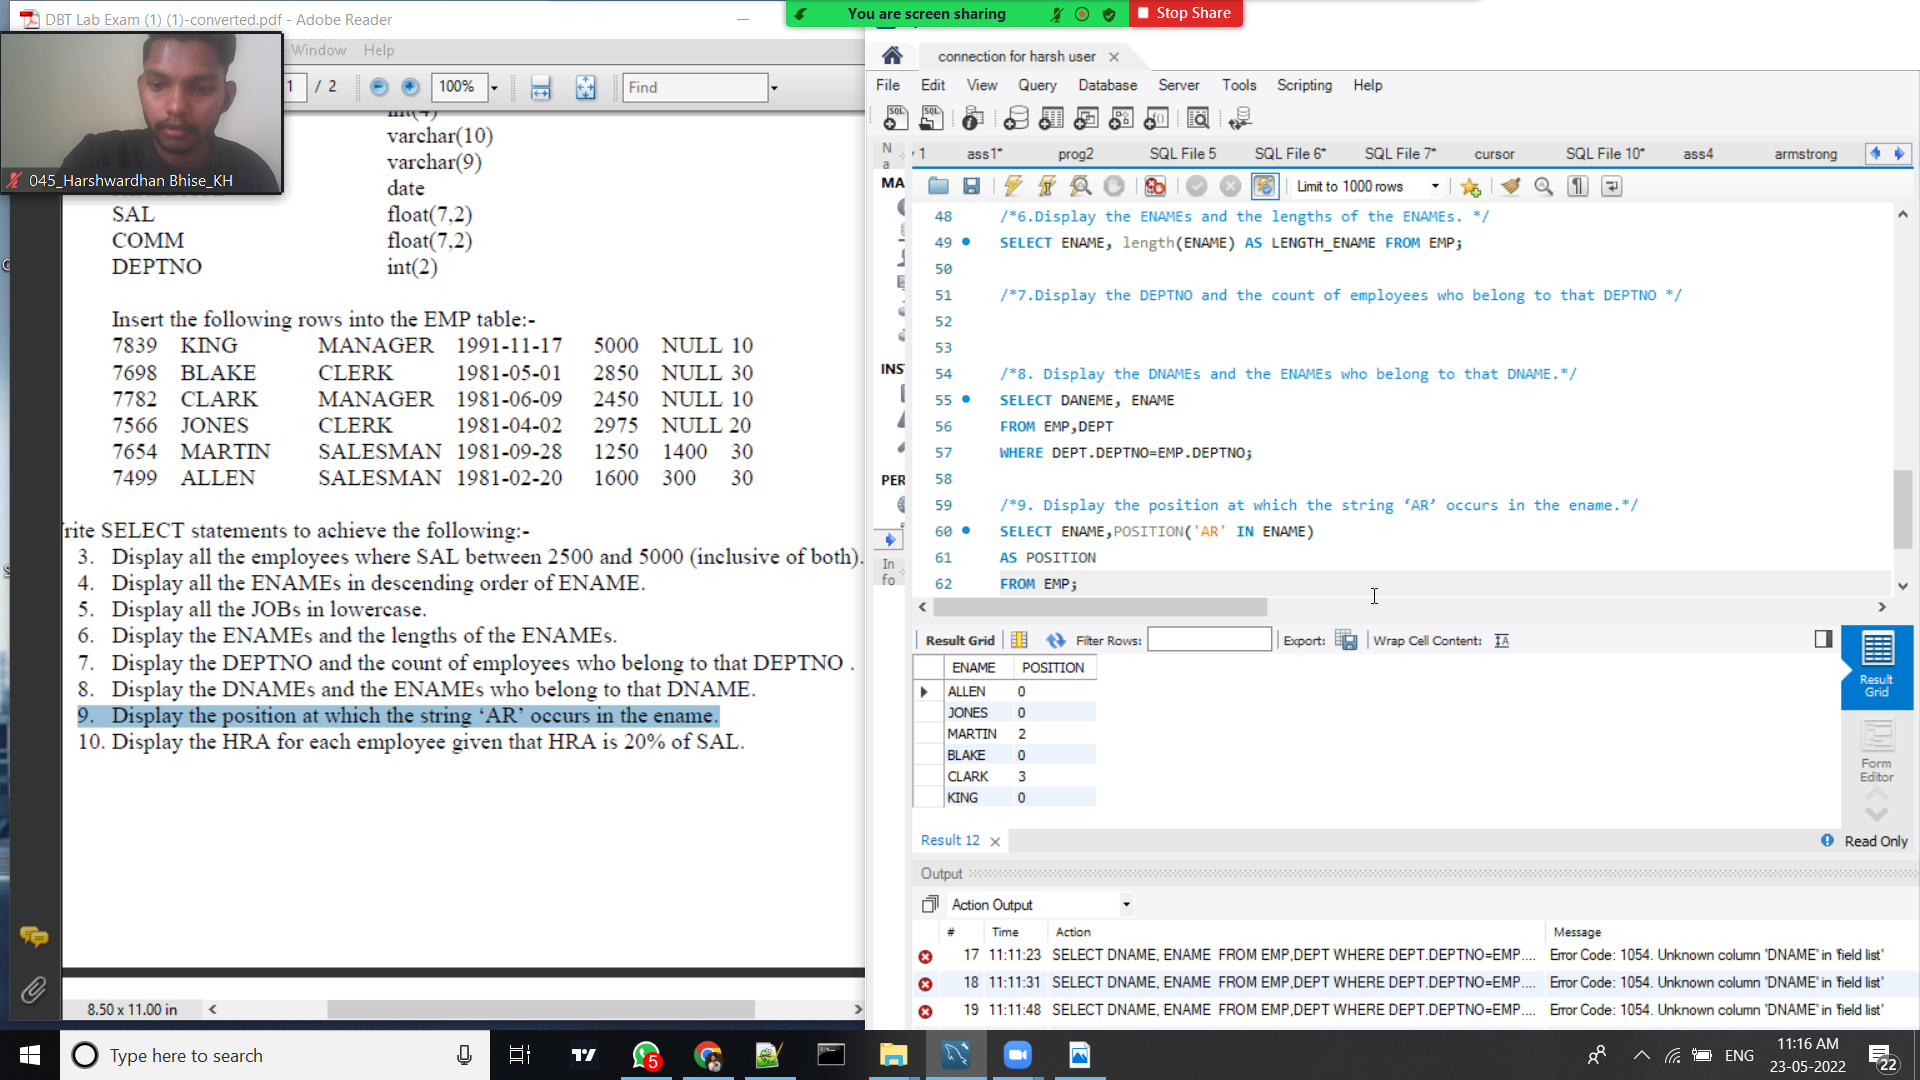 DBT Lab Exam (1) (1)-converted.pdf - Adobe Reader
Window Help
1 / 2 100% Find
045_Harshwardhan Bhise_KH
int(4)
varchar(10)
varchar(9)
date
SAL float(7,2)
COMM float(7,2)
DEPTNO int(2)
Insert the following rows into the EMP table:-
7839 KING MANAGER 1991-11-17 5000 NULL 10
7698 BLAKE CLERK 1981-05-01 2850 NULL 30
7782 CLARK MANAGER 1981-06-09 2450 NULL 10
7566 JONES CLERK 1981-04-02 2975 NULL 20
7654 MARTIN SALESMAN 1981-09-28 1250 1400 30
7499 ALLEN SALESMAN 1981-02-20 1600 300 30
rite SELECT statements to achieve the following:-
3. Display all the employees where SAL between 2500 and 5000 (inclusive of both).
4. Display all the ENAMEs in descending order of ENAME.
5. Display all the JOBs in lowercase.
6. Display the ENAMEs and the lengths of the ENAMEs.
7. Display the DEPTNO and the count of employees who belong to that DEPTNO .
8. Display the DNAMEs and the ENAMEs who belong to that DNAME.
9. Display the position at which the string ‘AR’ occurs in the ename.
10. Display the HRA for each employee given that HRA is 20% of SAL.
8.50 x 11.00 in
You are screen sharing Stop Share
connection for harsh user
File Edit View Query Database Server Tools Scripting Help
Na
1 ass1* prog2 SQL File 5 SQL File 6* SQL File 7* cursor SQL File 10* ass4 armstrong
MA
INS
PER
In
fo
Limit to 1000 rows
48 /*6.Display the ENAMEs and the lengths of the ENAMEs. */
49 SELECT ENAME, length(ENAME) AS LENGTH_ENAME FROM EMP;
50
51 /*7.Display the DEPTNO and the count of employees who belong to that DEPTNO */
52
53
54 /*8. Display the DNAMEs and the ENAMEs who belong to that DNAME.*/
55 SELECT DANEME, ENAME
56 FROM EMP,DEPT
57 WHERE DEPT.DEPTNO=EMP.DEPTNO;
58
59 /*9. Display the position at which the string ‘AR’ occurs in the ename.*/
60 SELECT ENAME,POSITION('AR' IN ENAME)
61 AS POSITION
62 FROM EMP;
Result Grid Filter Rows: Export: Wrap Cell Content:
ENAME POSITION
ALLEN 0
JONES 0
MARTIN 2
BLAKE 0
CLARK 3
KING 0
Result Grid
Form Editor
Result 12 Read Only
Output
Action Output
# Time Action Message
17 11:11:23 SELECT DNAME, ENAME FROM EMP,DEPT WHERE DEPT.DEPTNO=EMP.... Error Code: 1054. Unknown column 'DNAME' in 'field list'
18 11:11:31 SELECT DNAME, ENAME FROM EMP,DEPT WHERE DEPT.DEPTNO=EMP.... Error Code: 1054. Unknown column 'DNAME' in 'field list'
19 11:11:48 SELECT DNAME, ENAME FROM EMP,DEPT WHERE DEPT.DEPTNO=EMP.... Error Code: 1054. Unknown column 'DNAME' in 'field list'
Type here to search 5 ENG 11:16 AM
23-05-2022 22